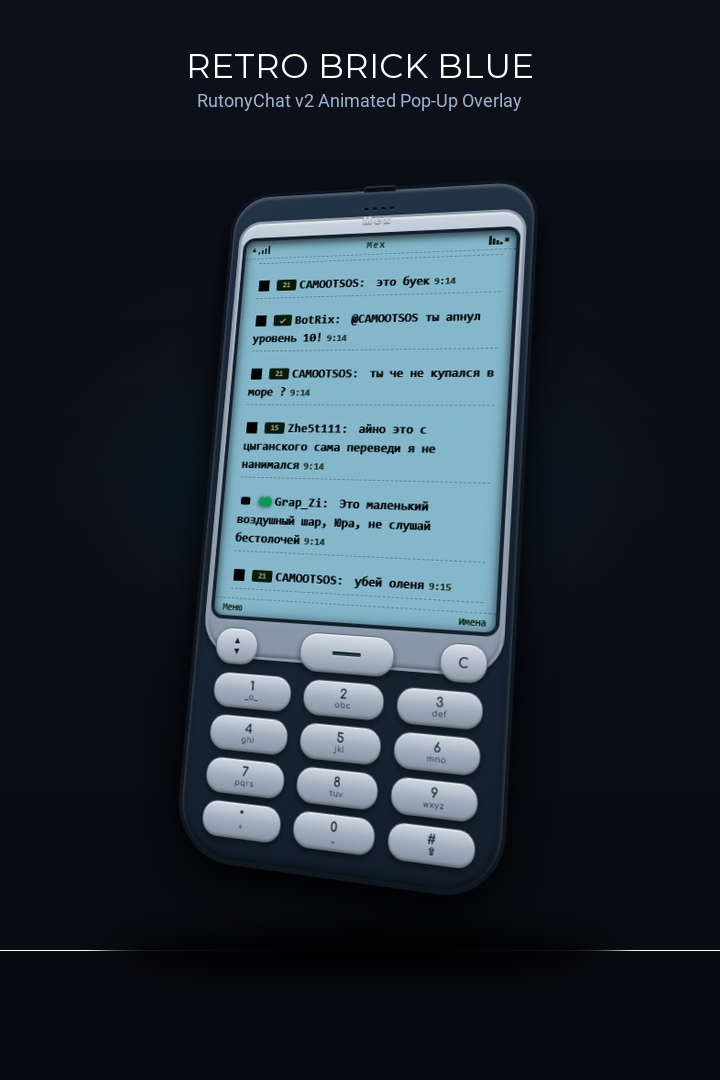 RETRO BRICK BLUE
RutonyChat v2 Animated Pop-Up Overlay
Mex
Mex
21 CAMOOTSOS: это буек 9:14
BotRix: @CAMOOTSOS ты апнул
уровень 10! 9:14
21 CAMOOTSOS: ты че не купался в
море ? 9:14
15 Zhe5t111: айно это с
цыганского сама переведи я не
нанимался 9:14
Grap_Zi: Это маленький
воздушный шар, Юра, не слушай
бестолочей 9:14
21 CAMOOTSOS: убей оленя 9:15
Меню Имена
C
1 2 3
_o_ abc def
4 5 6
ghi jkl mno
7 8 9
pqrs tuv wxyz
* 0 #
+ ⎵ ⇧